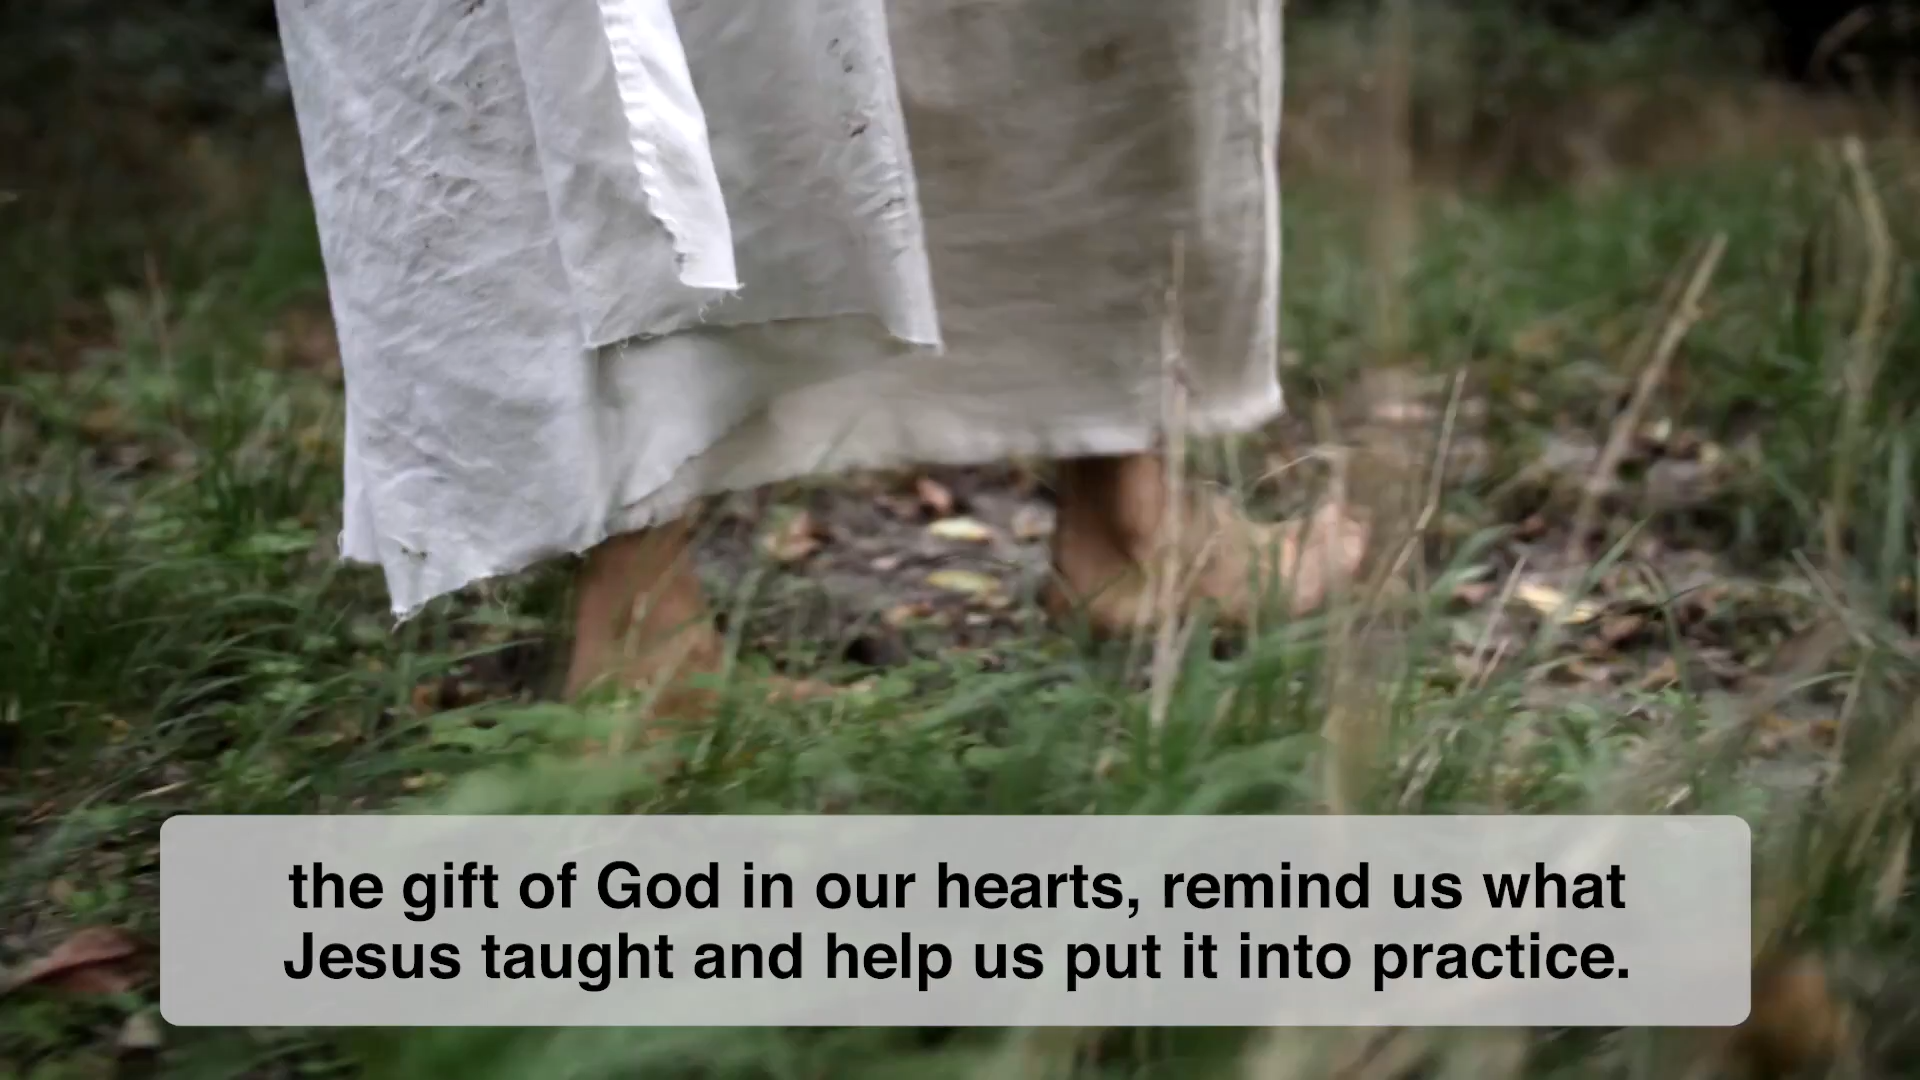 the gift of God in our hearts, remind us what
Jesus taught and help us put it into practice.